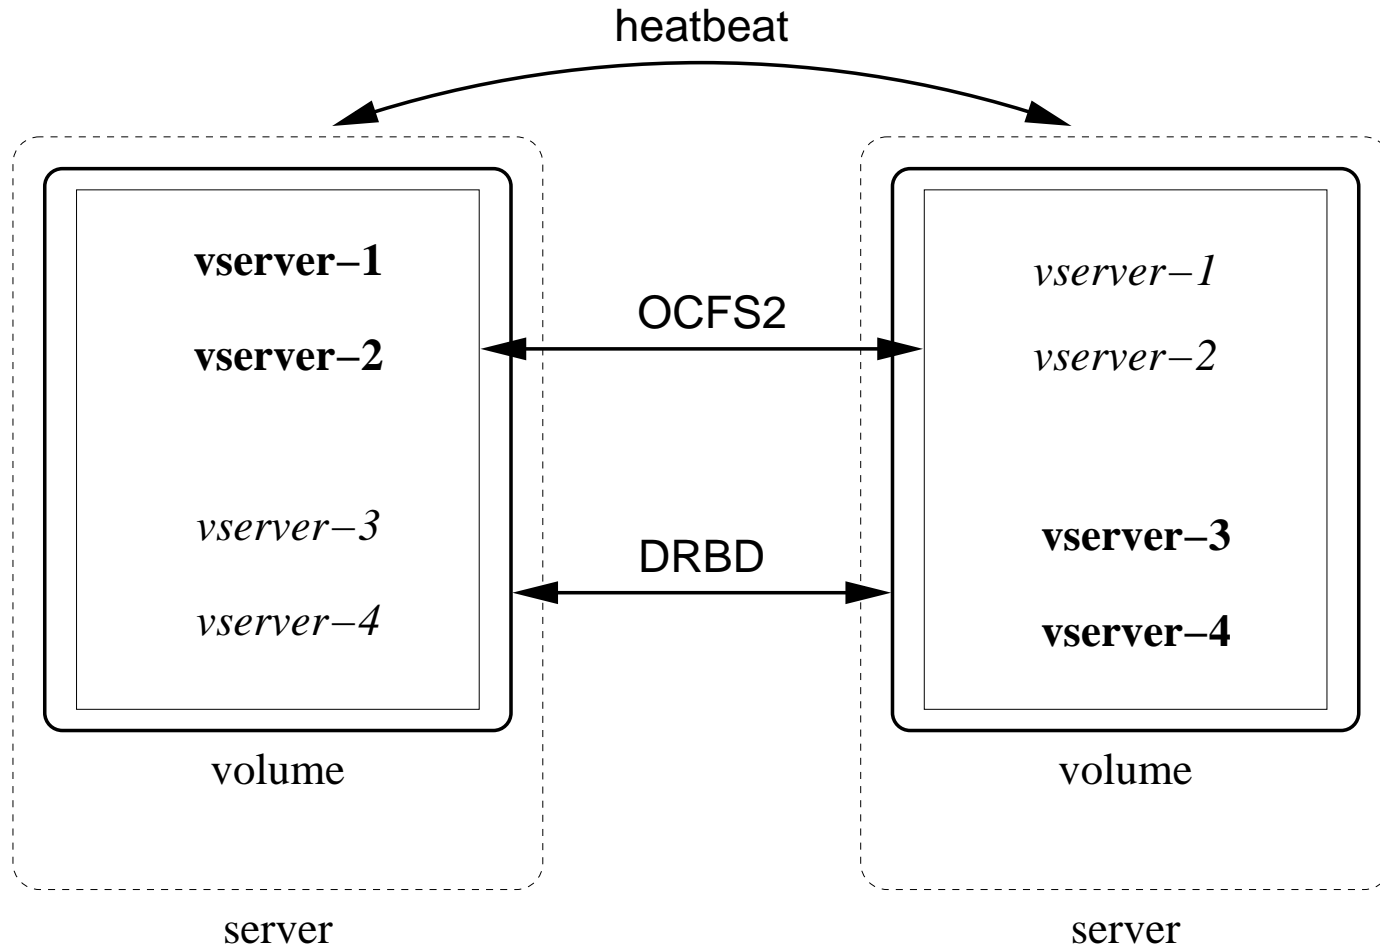 heatbeat
vserver−1
vserver−1
OCFS2
vserver−2
vserver−2
vserver−3
vserver−3
DRBD
vserver−4
vserver−4
volume
volume
server
server